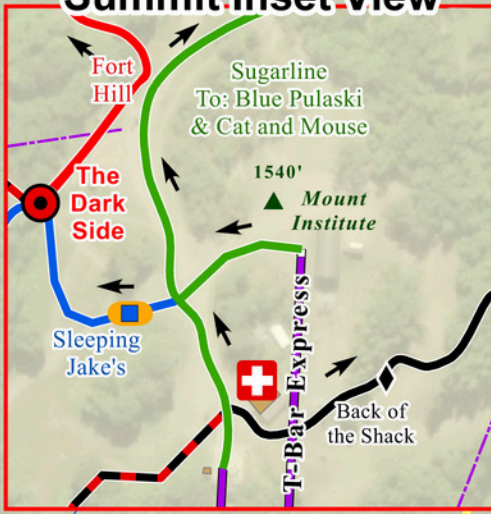 Summit Inset View
Fort
Hill
Sugarline
To: Blue Pulaski
& Cat and Mouse
1540'
Mount
Institute
The
Dark
Side
Sleeping
Jake's
T-Bar Express
Back of
the Shack